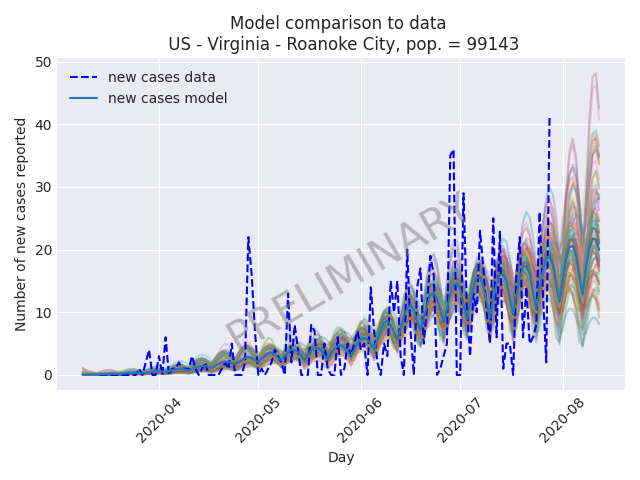 Model comparison to data
US - Virginia - Roanoke City, pop. = 99143
new cases data
new cases model
PRELIMINARY
Number of new cases reported
50
40
30
20
10
0
2020-04
2020-05
2020-06
2020-07
2020-08
Day